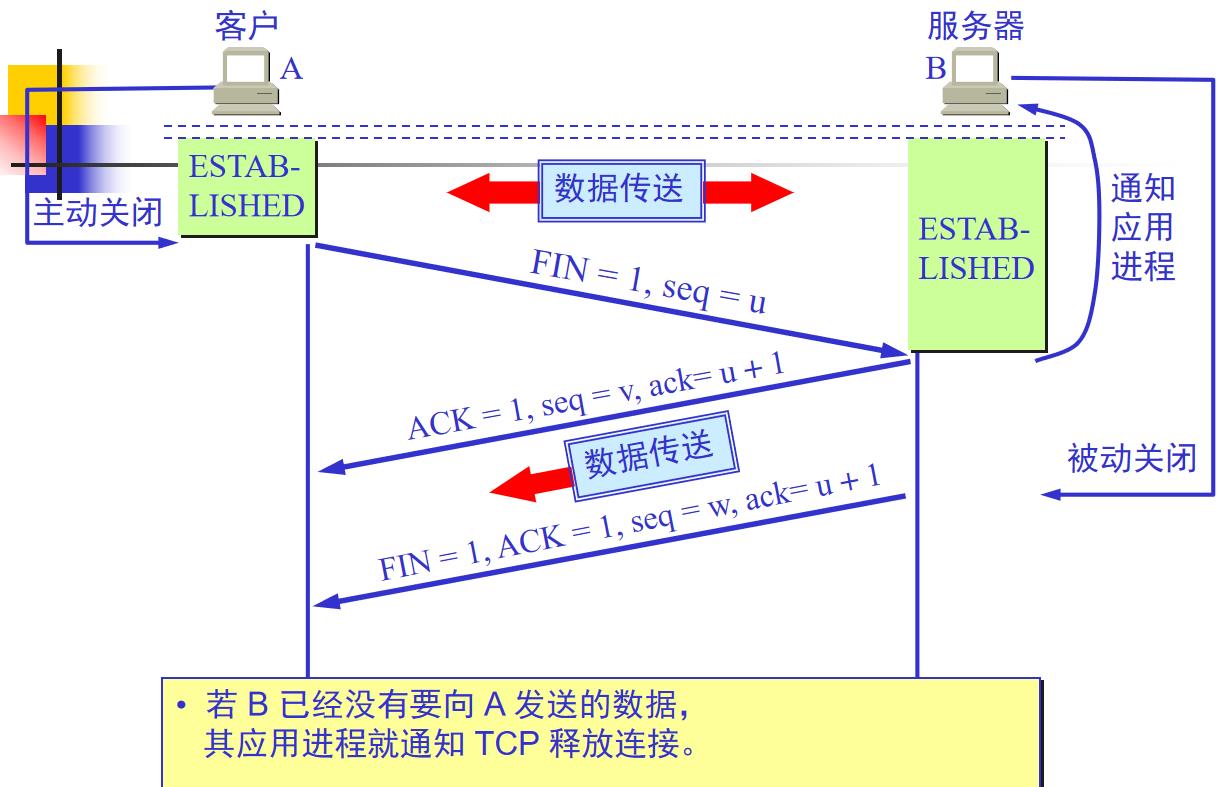 客户
服务器
A
B
ESTAB-
LISHED
数据传送
ESTAB-
LISHED
通知
应用
进程
主动关闭
FIN = 1, seq = u
ACK = 1, seq = v, ack= u + 1
数据传送
被动关闭
FIN = 1, ACK = 1, seq = w, ack= u + 1
• 若 B 已经没有要向 A 发送的数据，
其应用进程就通知 TCP 释放连接。